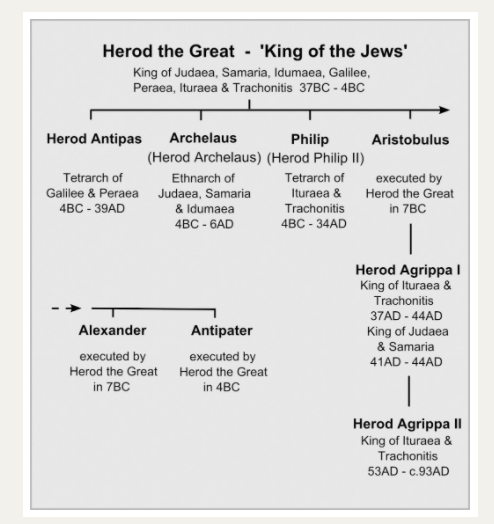 Herod the Great - 'King of the Jews'
King of Judaea, Samaria, Idumaea, Galilee,
Peraea, Ituraea & Trachonitis 37BC - 4BC
Herod Antipas
Tetrarch of
Galilee & Peraea
4BC - 39AD
Archelaus
(Herod Archelaus)
Ethnarch of
Judaea, Samaria
& Idumaea
4BC - 6AD
Philip
(Herod Philip II)
Tetrarch of
Ituraea &
Trachonitis
4BC - 34AD
Aristobulus
executed by
Herod the Great
in 7BC
Herod Agrippa I
King of Ituraea &
Trachonitis
37AD - 44AD
King of Judaea
& Samaria
41AD - 44AD
Herod Agrippa II
King of Ituraea &
Trachonitis
53AD - c.93AD
Alexander
executed by
Herod the Great
in 7BC
Antipater
executed by
Herod the Great
in 4BC